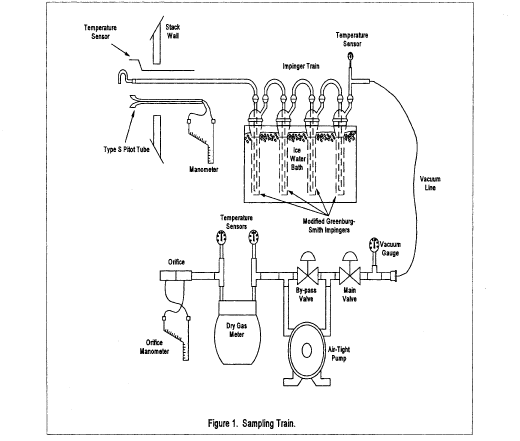 Temperature
Sensor
Stack
Wall
Impinger Train
Temperature
Sensor
Type S Pitot Tube
Manometer
Ice
Water
Bath
Vacuum
Line
Modified Greenburg-
Smith Impingers
Temperature
Sensors
Vacuum
Gauge
Orifice
By-pass
Valve
Main
Valve
Dry Gas
Meter
Orifice
Manometer
Air-Tight
Pump
Figure 1. Sampling Train.